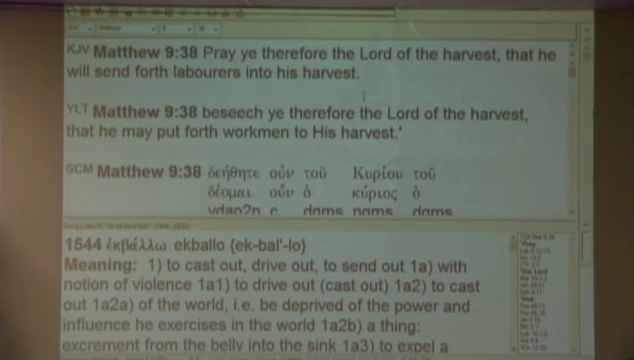 KJV Matthew 9:38 Pray ye therefore the Lord of the harvest, that he
will send forth labourers into his harvest.
YLT Matthew 9:38 beseech ye therefore the Lord of the harvest,
that he may put forth workmen to His harvest.'
SCM Matthew 9:38 δεήθητε οὖν τοῦ Κυρίου τοῦ
δέομαι οὖν ὁ κύριος ὁ
vdao2p c dgms ngms dgms
1544 ἐκβάλλω ekballo {ek-bal'-lo}
Meaning: 1) to cast out, drive out, to send out 1a) with
notion of violence 1a1) to drive out (cast out) 1a2) to cast
out 1a2a) of the world, i.e. be deprived of the power and
influence he exercises in the world 1a2b) a thing:
excrement from the belly into the sink 1a3) to expel a